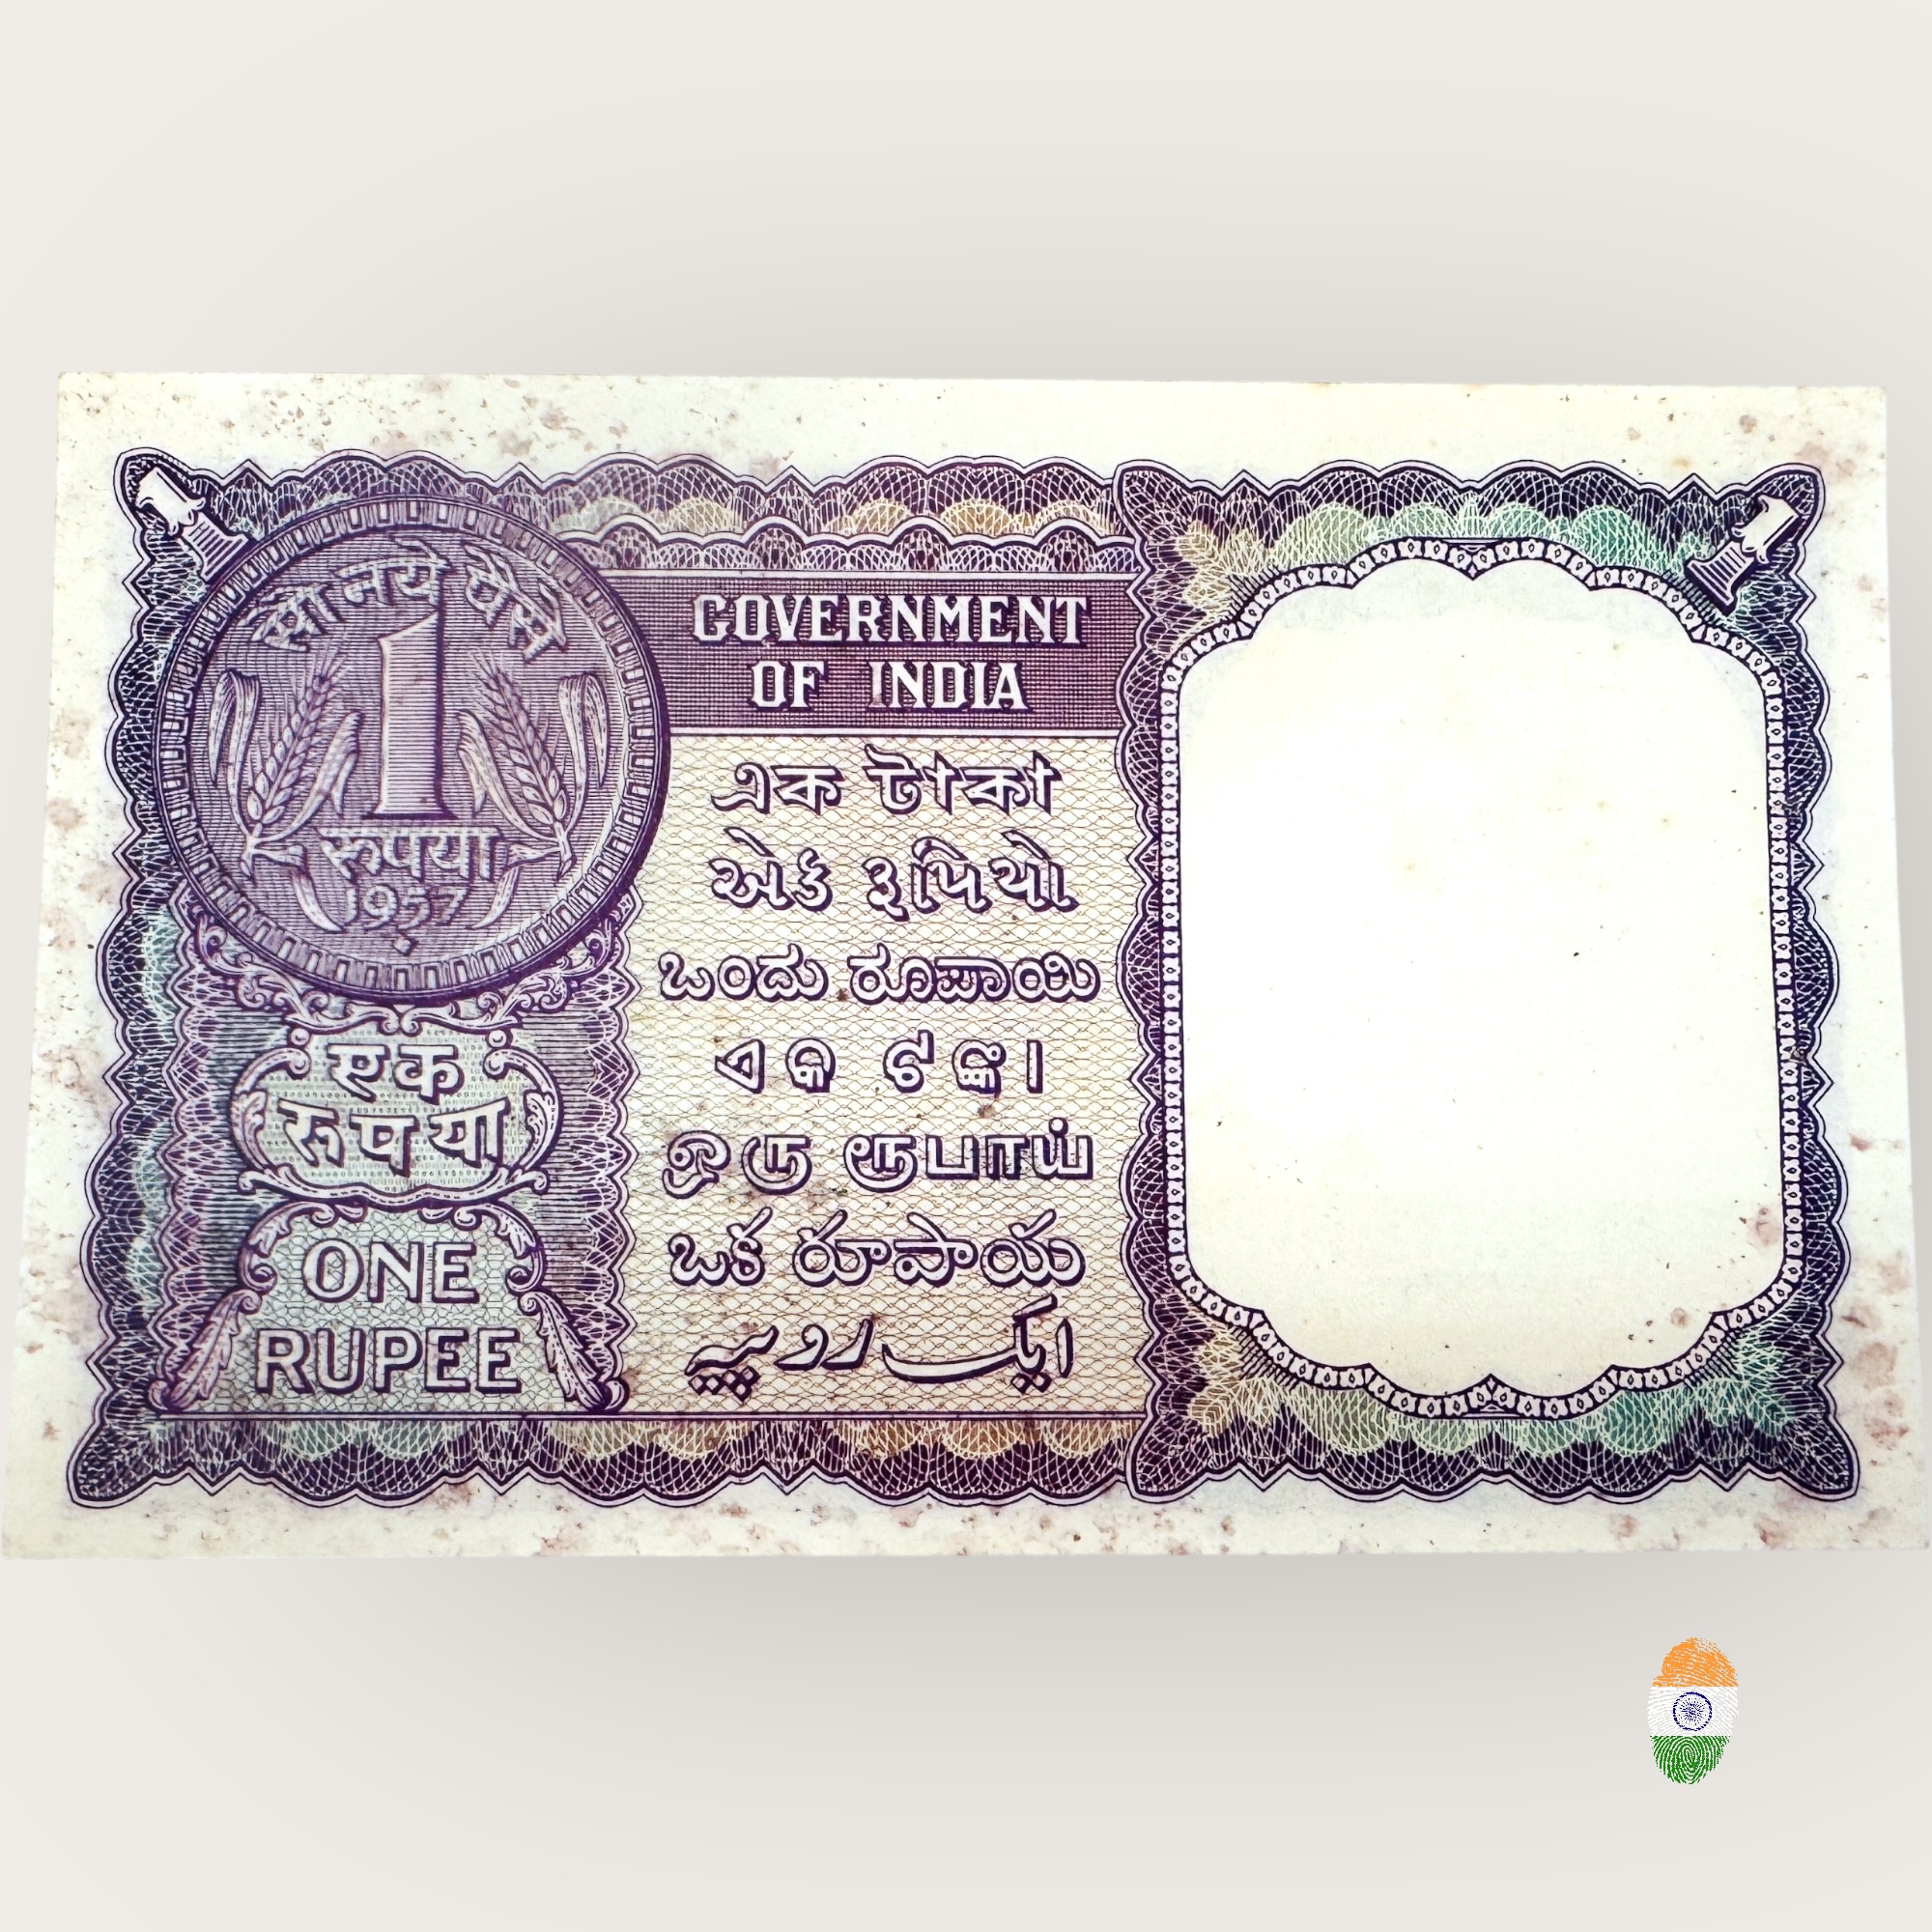 सौ नये पैसे
1
रूपया
1957
एक
रूपया
ONE
RUPEE
GOVERNMENT
OF INDIA
এক টাকা
એક રૂપિયો
ಒಂದು ರೂಪಾಯಿ
ଏକ ଟଙ୍କା
ஒரு ரூபாய்
ఒక రూపాయ
ایک روپیہ